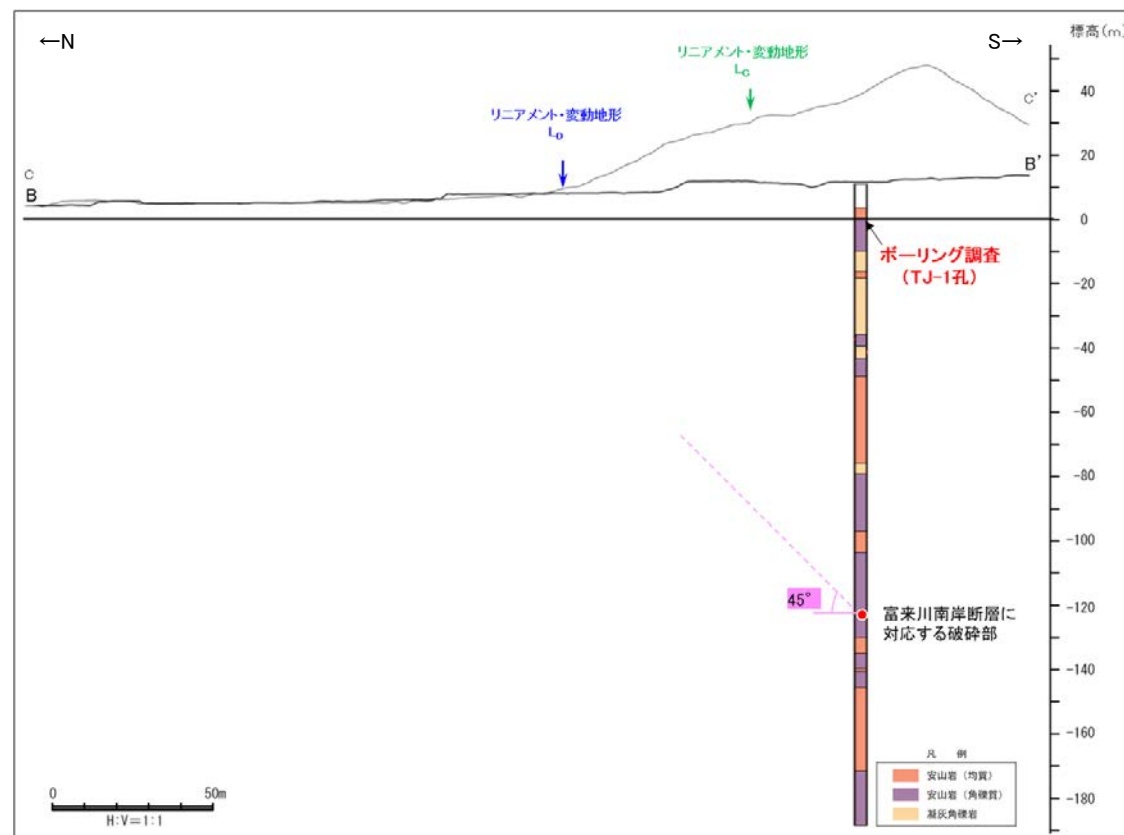 ←N
S→
標高(m)
リニアメント・変動地形
LC
リニアメント・変動地形
LD
C
B
C'
B'
40
20
0
-20
-40
-60
-80
-100
-120
-140
-160
-180
ボーリング調査
(TJ-1孔)
45°
富来川南岸断層に
対応する破砕部
凡 例
安山岩(均質)
安山岩(角礫質)
凝灰角礫岩
0 50m
H:V=1:1